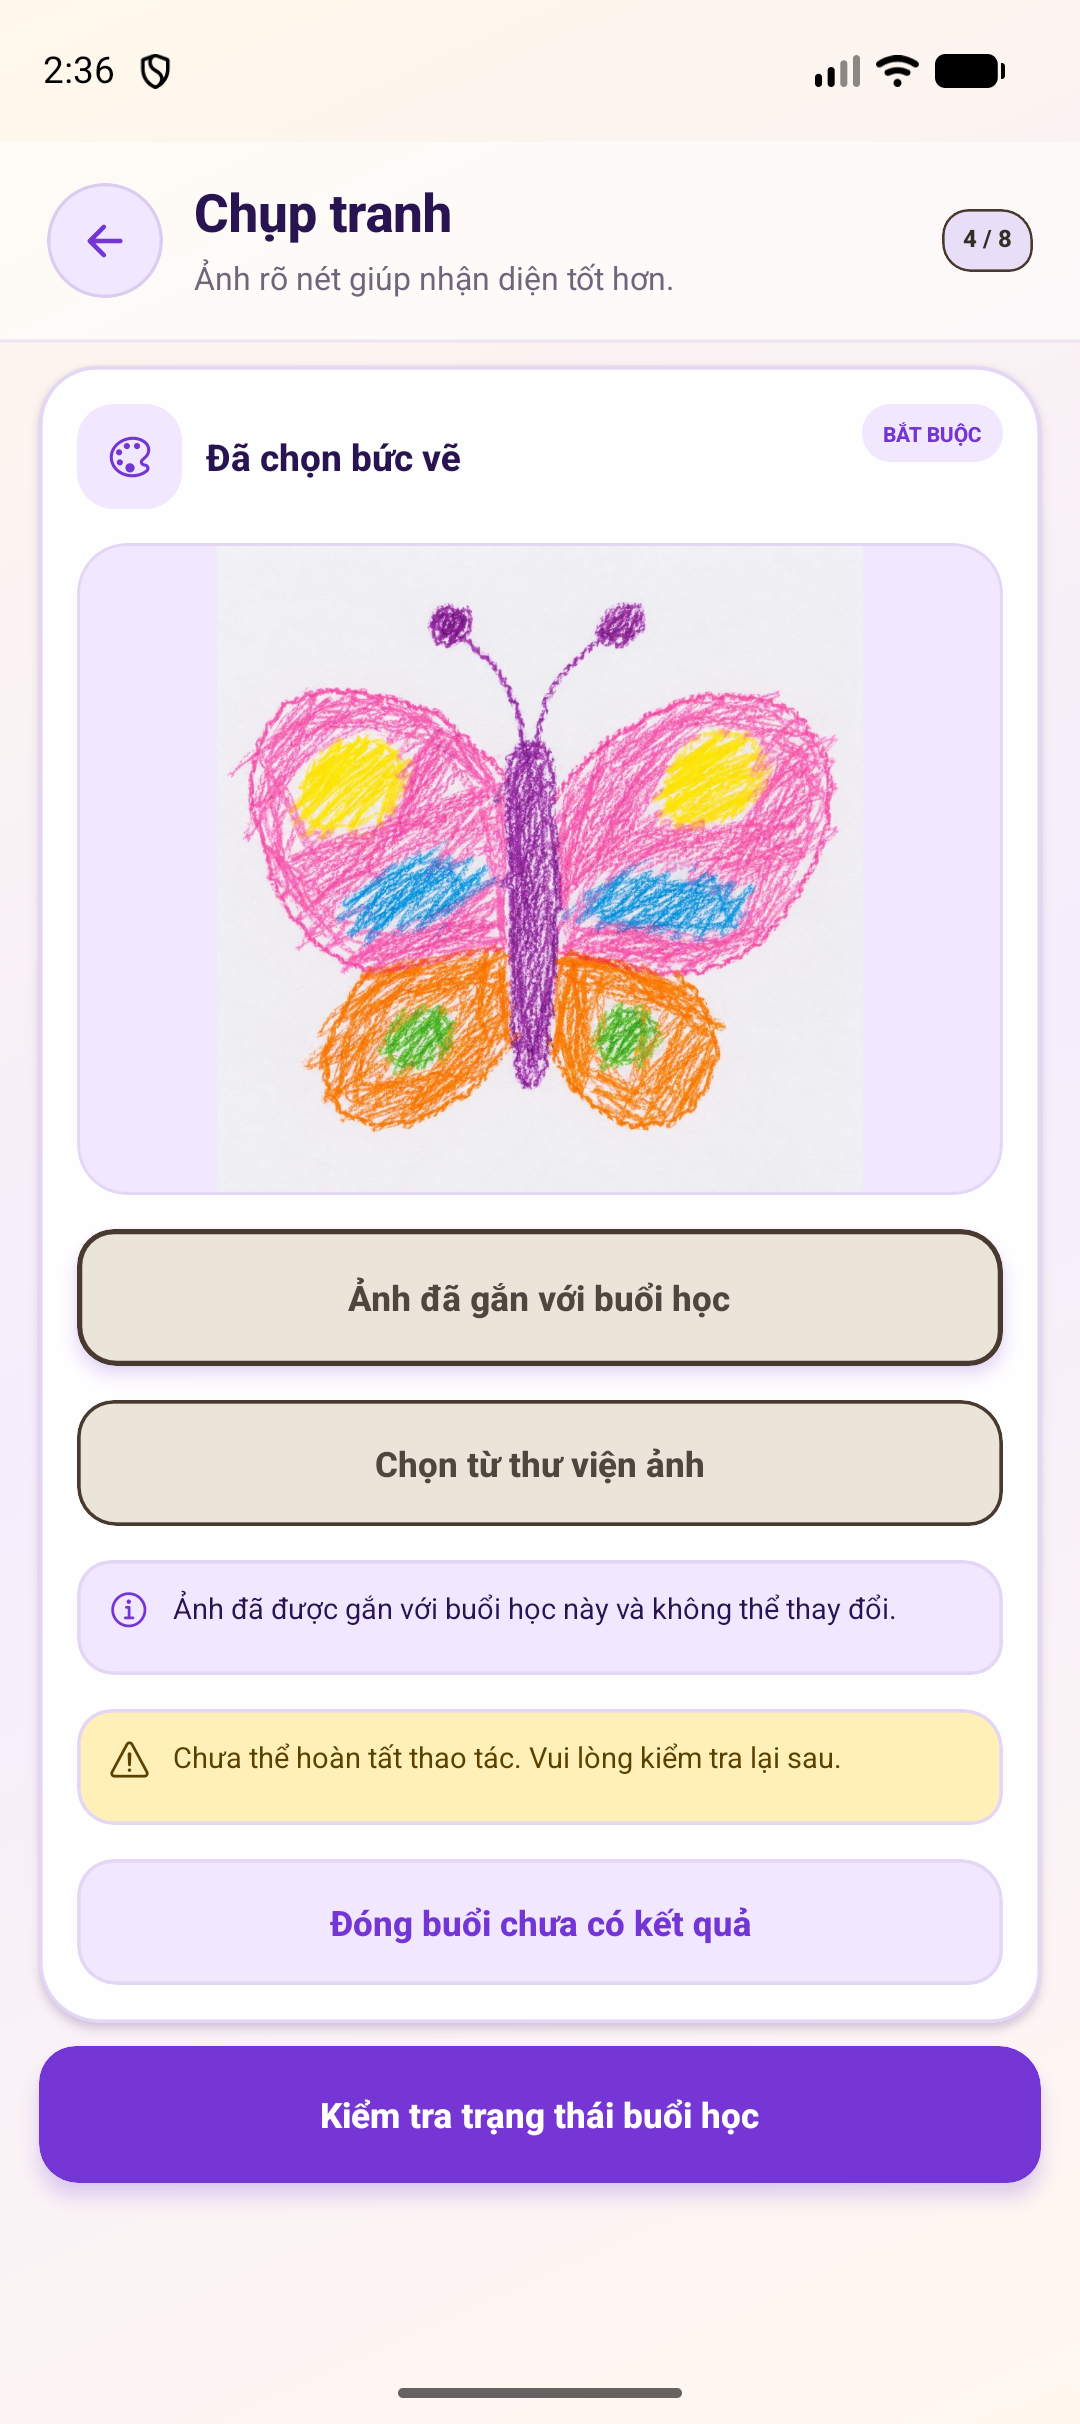 2:36
Chụp tranh
Ảnh rõ nét giúp nhận diện tốt hơn.
4 / 8
Đã chọn bức vẽ
BẮT BUỘC
Ảnh đã gắn với buổi học
Chọn từ thư viện ảnh
Ảnh đã được gắn với buổi học này và không thể thay đổi.
Chưa thể hoàn tất thao tác. Vui lòng kiểm tra lại sau.
Đóng buổi chưa có kết quả
Kiểm tra trạng thái buổi học